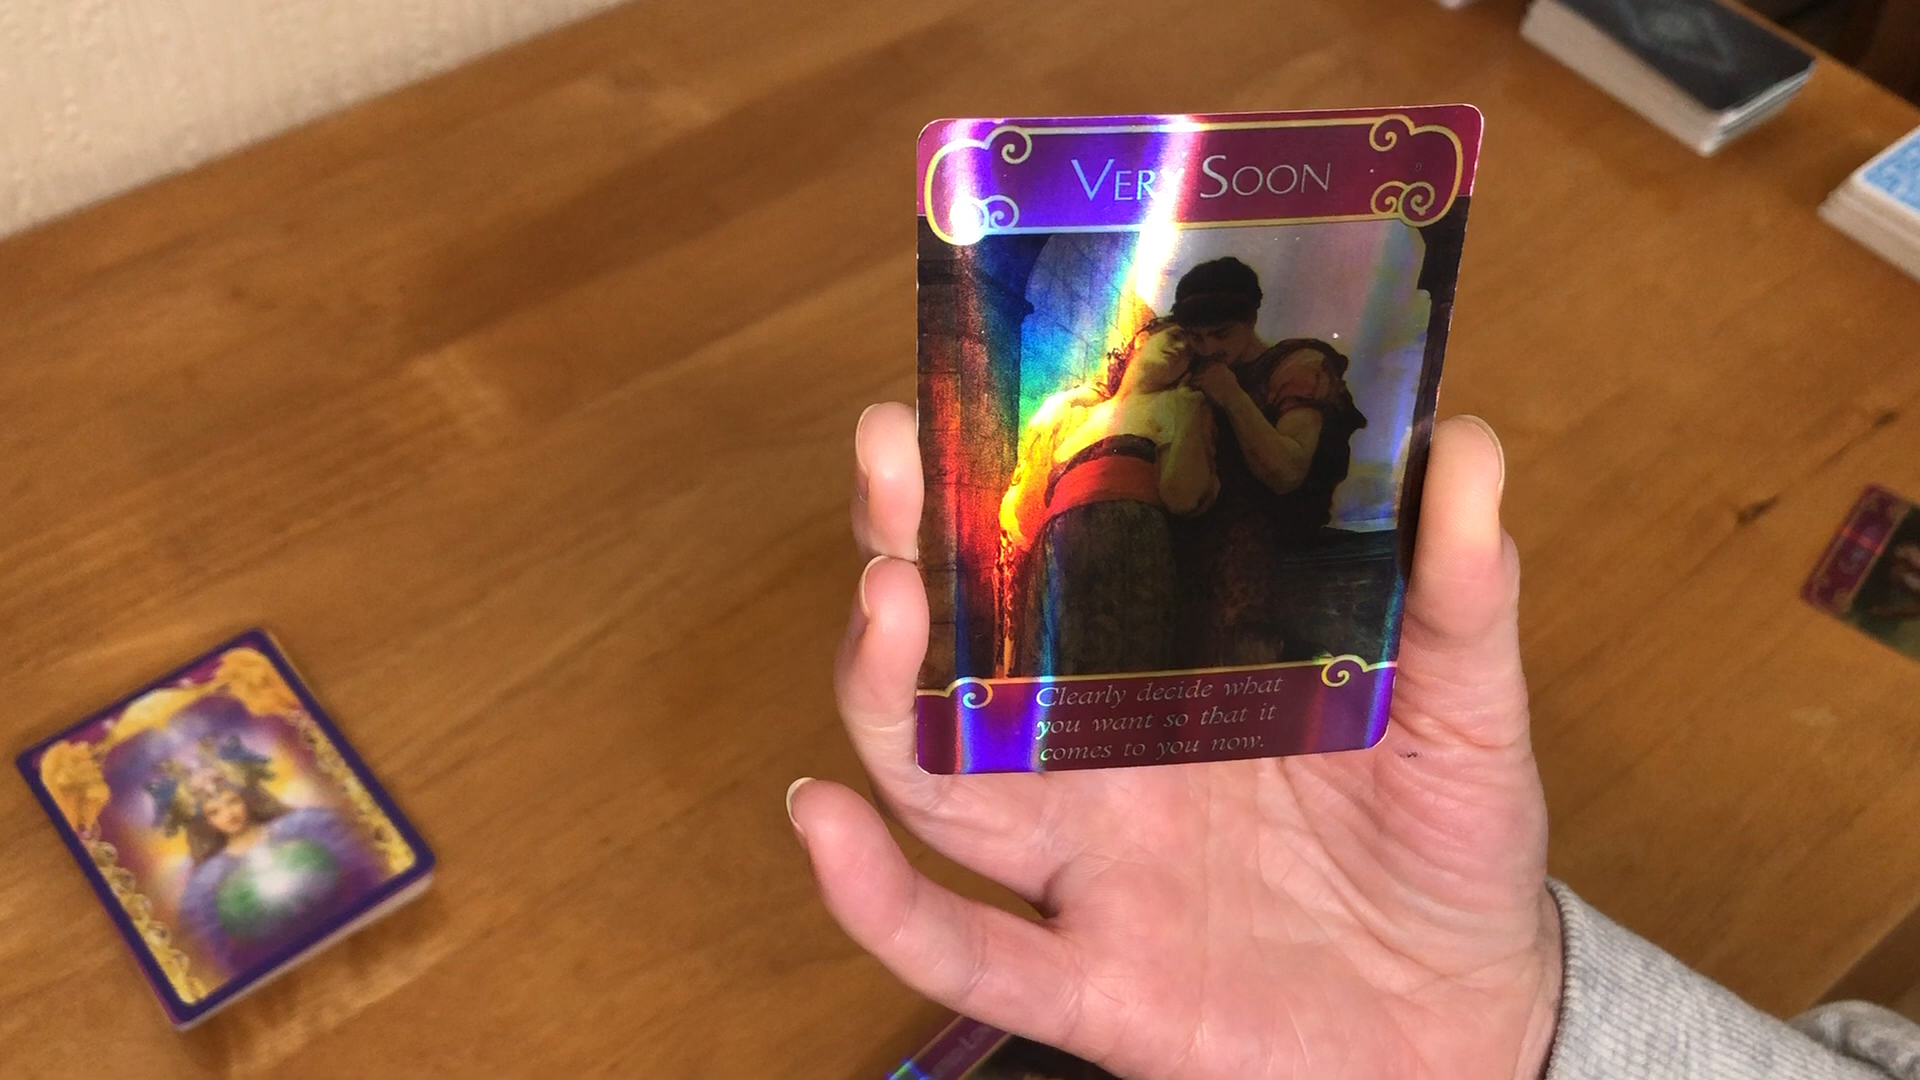 VERY SOON
Clearly decide what
you want so that it
comes to you now.